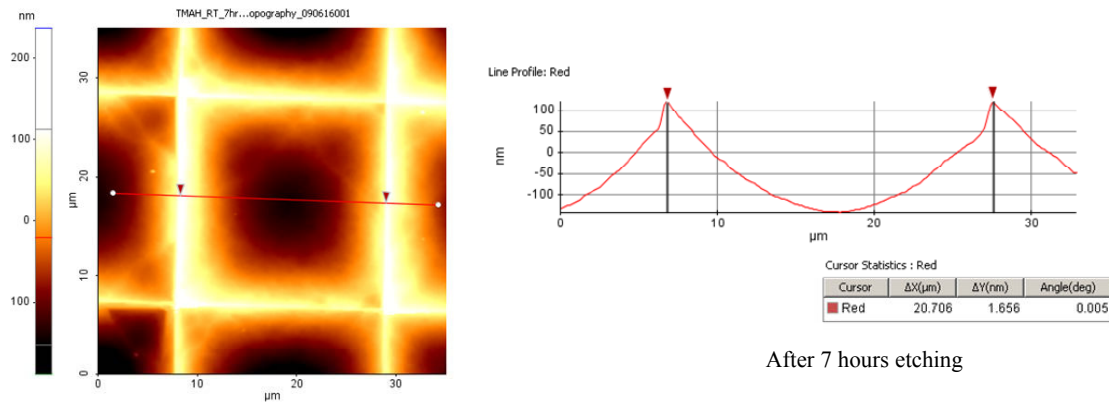 nm
TMAH_RT_7hr...opography_090616001
200
100
0
100
30
20
10
0
µm
0
10
20
30
µm
Line Profile: Red
100
50
0
-50
-100
nm
0
10
20
30
µm
Cursor Statistics : Red
Cursor ΔX(µm) ΔY(nm) Angle(deg)
Red 20.706 1.656 0.005
After 7 hours etching